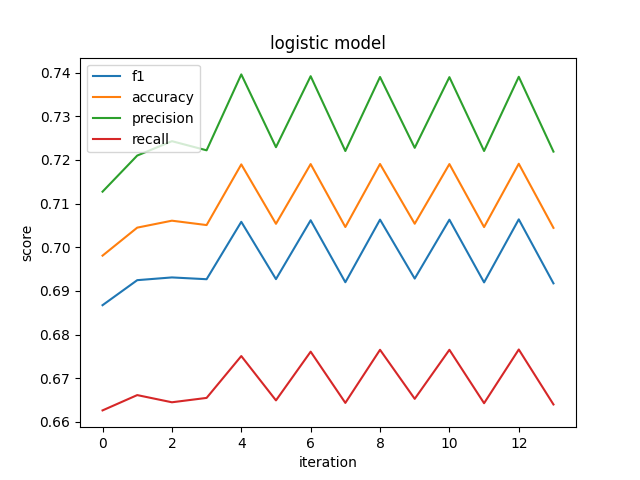 logistic model
f1
accuracy
precision
recall
score
0.74
0.73
0.72
0.71
0.70
0.69
0.68
0.67
0.66
0 2 4 6 8 10 12
iteration